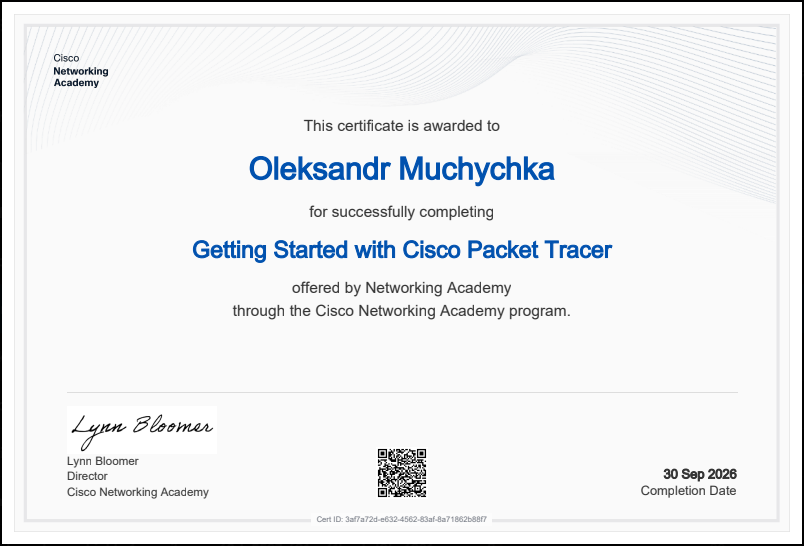 Cisco
Networking
Academy
This certificate is awarded to
Oleksandr Muchychka
for successfully completing
Getting Started with Cisco Packet Tracer
offered by Networking Academy
through the Cisco Networking Academy program.
Lynn Bloomer
Lynn Bloomer
Director
Cisco Networking Academy
30 Sep 2026
Completion Date
Cert ID: 3af7a72d-e632-4562-83af-8a71862b88f7